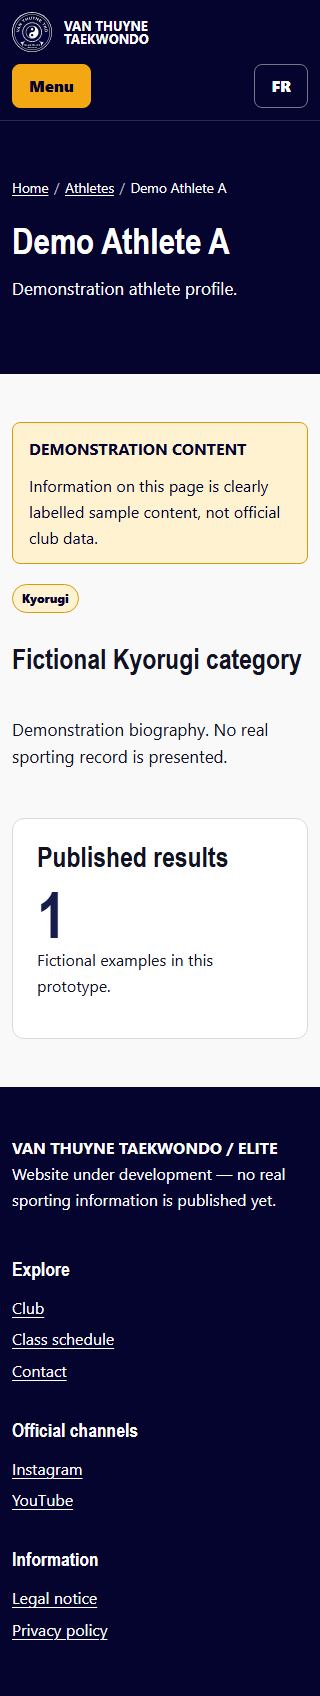 VAN THUYNE
TAEKWONDO
Menu
FR
Home / Athletes / Demo Athlete A
Demo Athlete A
Demonstration athlete profile.
DEMONSTRATION CONTENT
Information on this page is clearly
labelled sample content, not official
club data.
Kyorugi
Fictional Kyorugi category
Demonstration biography. No real
sporting record is presented.
Published results
1
Fictional examples in this
prototype.
VAN THUYNE TAEKWONDO / ELITE
Website under development — no real
sporting information is published yet.
Explore
Club
Class schedule
Contact
Official channels
Instagram
YouTube
Information
Legal notice
Privacy policy